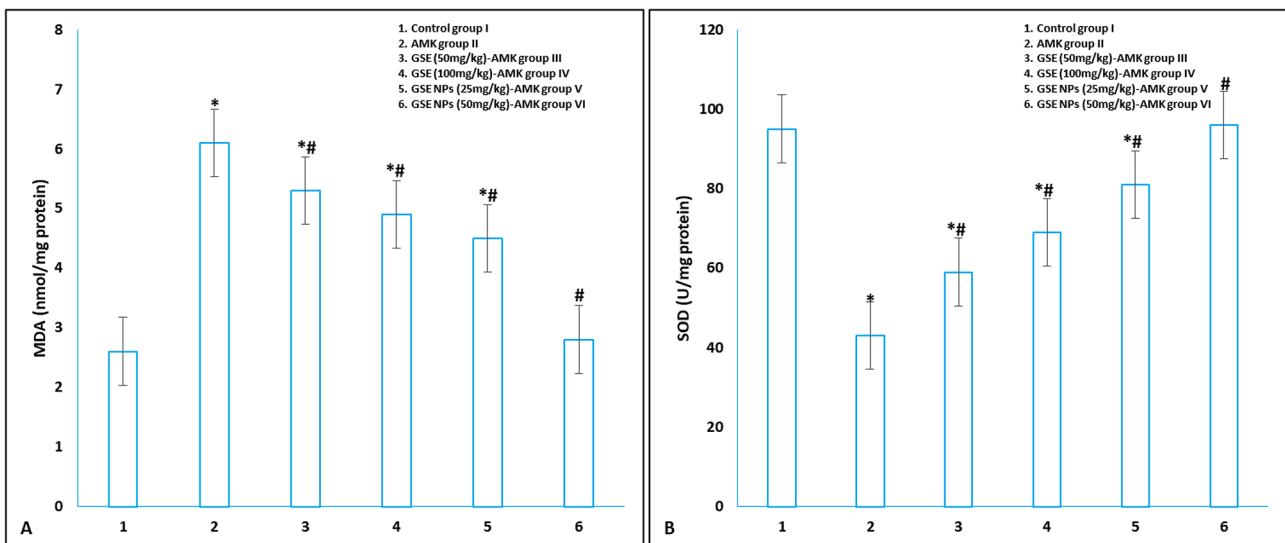 8
7
6
5
4
3
2
1
0
MDA (nmol/mg protein)
1. Control group I
2. AMK group II
3. GSE (50mg/kg)-AMK group III
4. GSE (100mg/kg)-AMK group IV
5. GSE NPs (25mg/kg)-AMK group V
6. GSE NPs (50mg/kg)-AMK group VI
*
*#
*#
*#
#
1 2 3 4 5 6
A
120
100
80
60
40
20
0
SOD (U/mg protein)
1. Control group I
2. AMK group II
3. GSE (50mg/kg)-AMK group III
4. GSE (100mg/kg)-AMK group IV
5. GSE NPs (25mg/kg)-AMK group V
6. GSE NPs (50mg/kg)-AMK group VI
*
*#
*#
*#
#
1 2 3 4 5 6
B